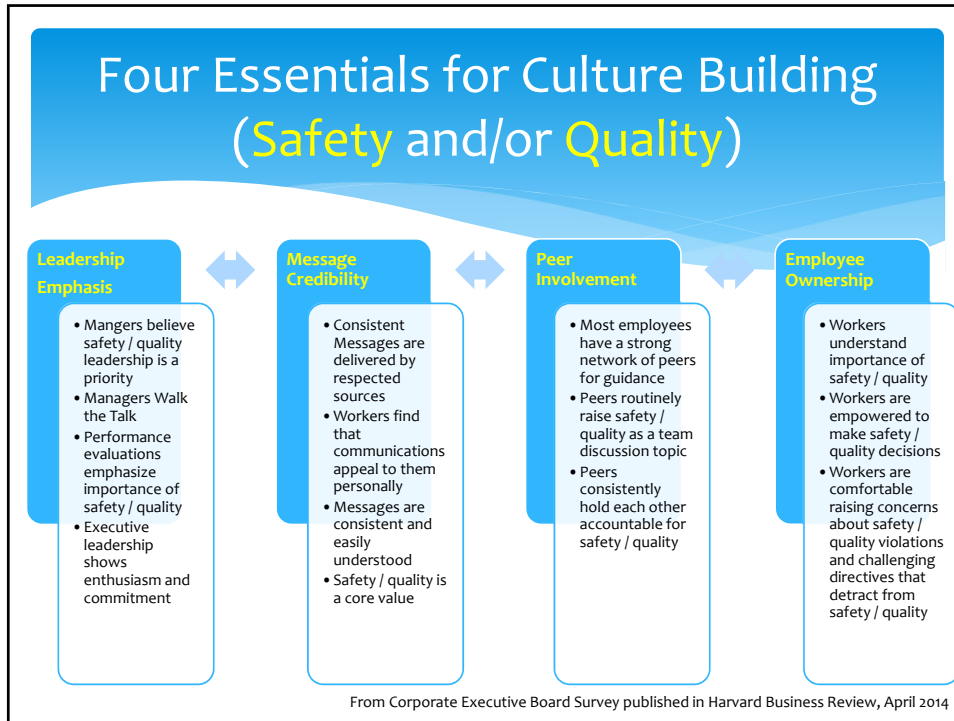 Four Essentials for Culture Building
(Safety and/or Quality)
Leadership
Emphasis
• Mangers believe
safety / quality
leadership is a
priority
• Managers Walk
the Talk
• Performance
evaluations
emphasize
importance of
safety / quality
• Executive
leadership
shows
enthusiasm and
commitment
Message
Credibility
• Consistent
Messages are
delivered by
respected
sources
• Workers find
that
communications
appeal to them
personally
• Messages are
consistent and
easily
understood
• Safety / quality is
a core value
Peer
Involvement
• Most employees
have a strong
network of peers
for guidance
• Peers routinely
raise safety /
quality as a team
discussion topic
• Peers
consistently
hold each other
accountable for
safety / quality
Employee
Ownership
• Workers
understand
importance of
safety / quality
• Workers are
empowered to
make safety /
quality decisions
• Workers are
comfortable
raising concerns
about safety /
quality violations
and challenging
directives that
detract from
safety / quality
From Corporate Executive Board Survey published in Harvard Business Review, April 2014